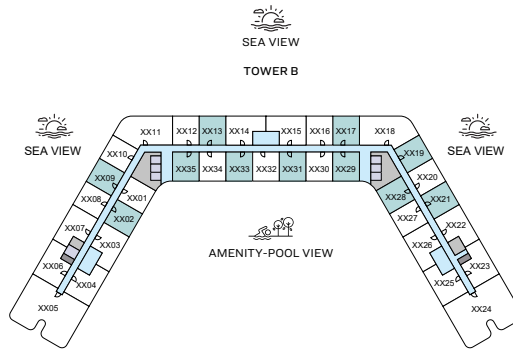 SEA VIEW
TOWER B
SEA VIEW
SEA VIEW
XX11
XX12
XX13
XX14
XX15
XX16
XX17
XX18
XX10
XX19
XX09
XX35
XX34
XX33
XX32
XX31
XX30
XX29
XX20
XX08
XX01
XX28
XX21
XX02
XX27
XX07
XX22
XX03
AMENITY-POOL VIEW
XX26
XX06
XX23
XX04
XX25
XX05
XX24